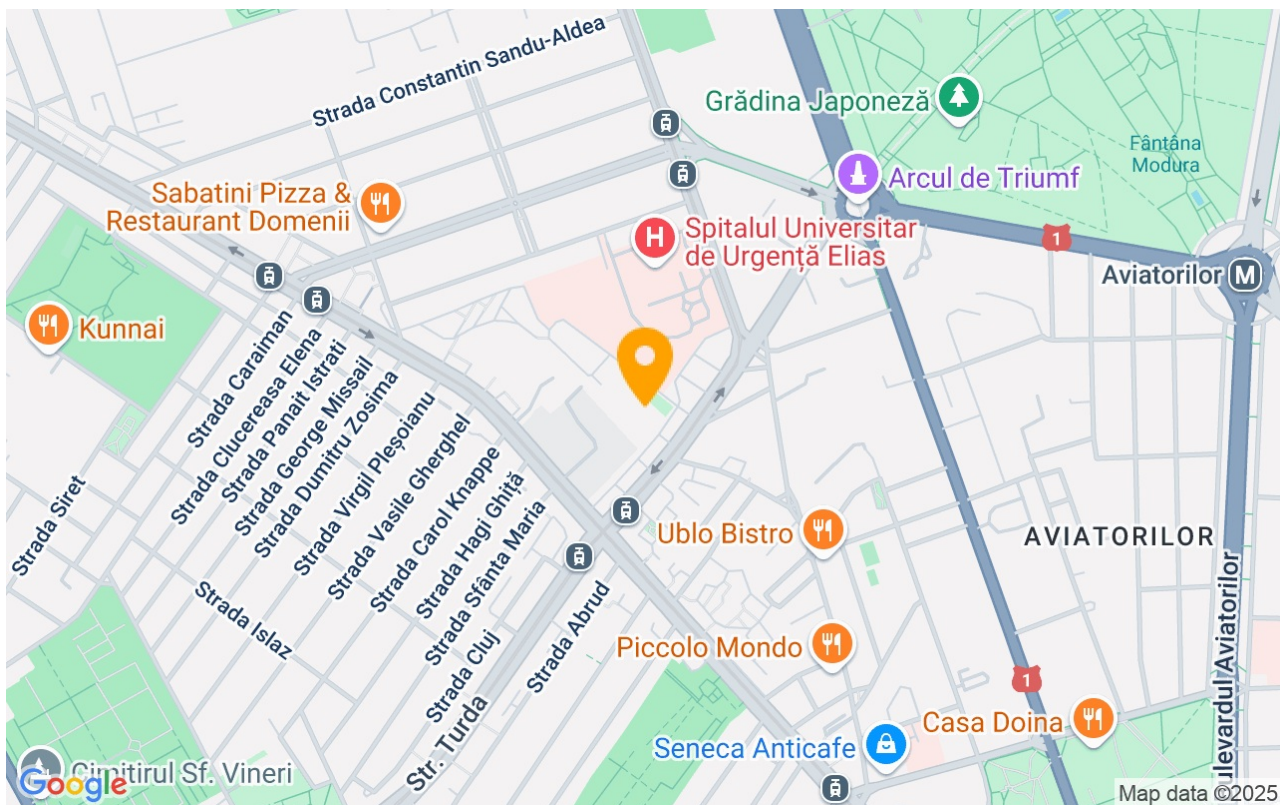 Strada Constantin Sandu-Aldea
Grădina Japoneză
Fântâna
Modura
Sabatini Pizza &
Restaurant Domenii
Arcul de Triumf
H
Spitalul Universitar
de Urgență Elias
1
Aviatorilor
M
Kunnai
Strada Caraiman
Strada Clucereasa Elena
Strada Panait Istrati
Strada George Missail
Strada Dumitru Zosima
Strada Virgil Pleșoianu
Strada Vasile Gherghel
Strada Carol Knappe
Strada Hagi Ghiță
Strada Sfânta Maria
Strada Siret
Strada Islaz
Strada Cluj
Str. Turda
Strada Abrud
Ublo Bistro
AVIATORILOR
Piccolo Mondo
1
Casa Doina
Seneca Anticafe
ulevardul Aviatorilor
Cimitirul Sf. Vineri
Google
Map data ©2025